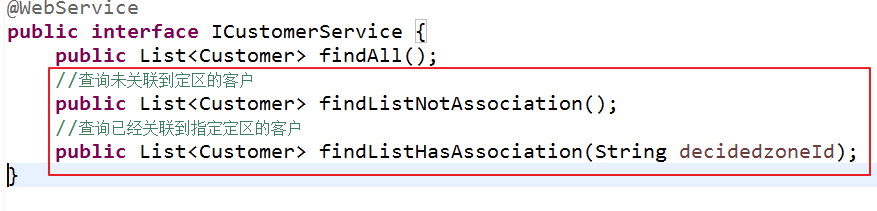 @WebService
public interface ICustomerService {
public List<Customer> findAll();
//查询未关联到定区的客户
public List<Customer> findListNotAssociation();
//查询已经关联到指定定区的客户
public List<Customer> findListHasAssociation(String decidedzoneId);
}